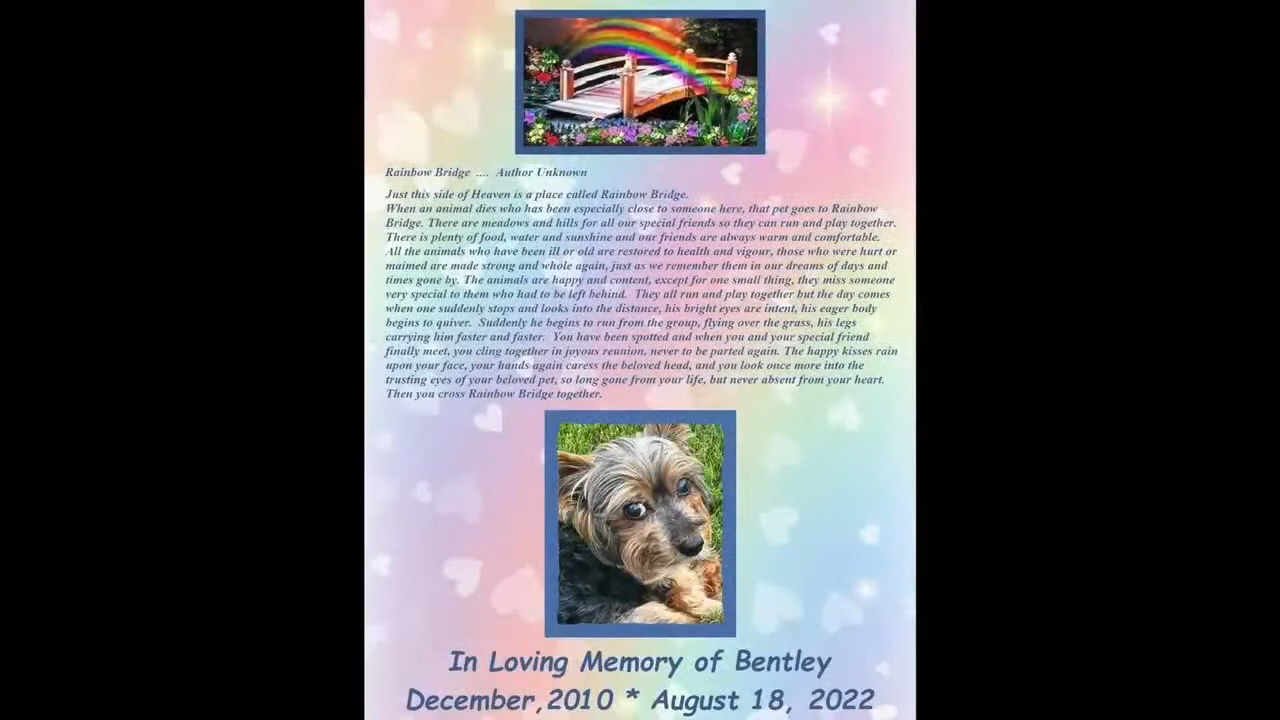 Rainbow Bridge .... Author Unknown
Just this side of Heaven is a place called Rainbow Bridge.
When an animal dies who has been especially close to someone here, that pet goes to Rainbow
Bridge. There are meadows and hills for all our special friends so they can run and play together.
There is plenty of food, water and sunshine and our friends are always warm and comfortable.
All the animals who have been ill or old are restored to health and vigour, those who were hurt or
maimed are made strong and whole again, just as we remember them in our dreams of days and
times gone by. The animals are happy and content, except for one small thing, they miss someone
very special to them who had to be left behind. They all run and play together but the day comes
when one suddenly stops and looks into the distance, his bright eyes are intent, his eager body
begins to quiver. Suddenly he begins to run from the group, flying over the grass, his legs
carrying him faster and faster. You have been spotted and when you and your special friend
finally meet, you cling together in joyous reunion, never to be parted again. The happy kisses rain
upon your face, your hands again caress the beloved head, and you look once more into the
trusting eyes of your beloved pet, so long gone from your life, but never absent from your heart.
Then you cross Rainbow Bridge together.
In Loving Memory of Bentley
December,2010 * August 18, 2022